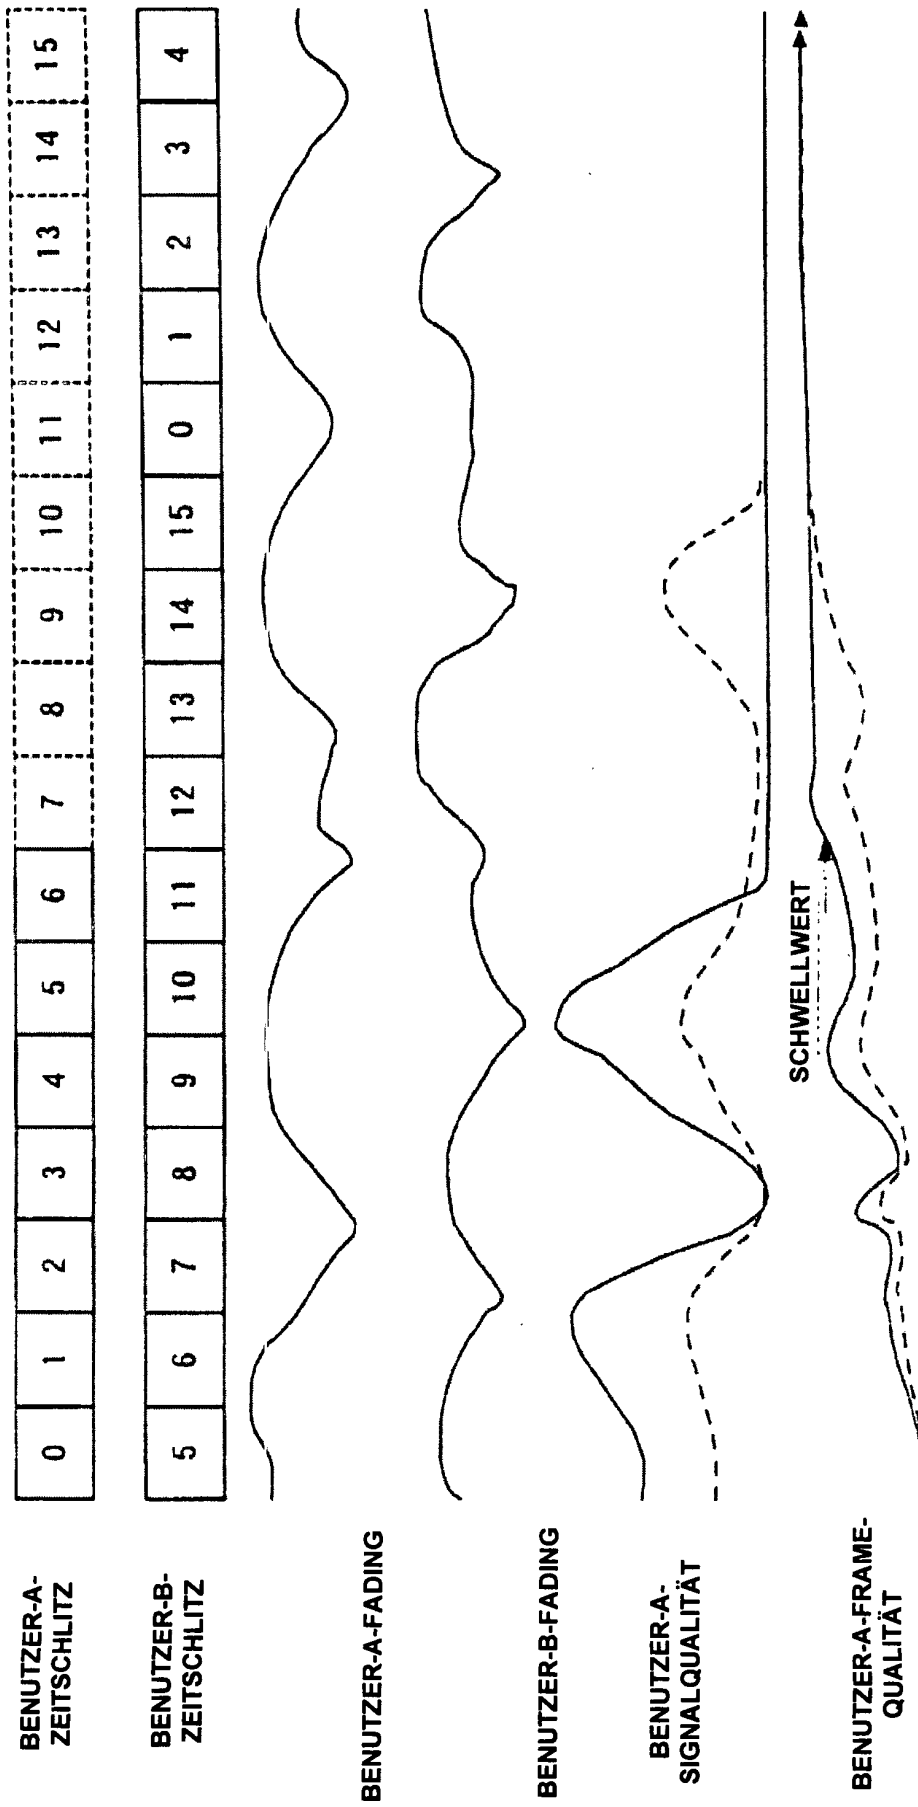 BENUTZER-A-
ZEITSCHLITZ
0 1 2 3 4 5 6 7 8 9 10 11 12 13 14 15
BENUTZER-B-
ZEITSCHLITZ
5 6 7 8 9 10 11 12 13 14 15 0 1 2 3 4
BENUTZER-A-FADING
BENUTZER-B-FADING
BENUTZER-A-
SIGNALQUALITÄT
SCHWELLWERT
BENUTZER-A-FRAME-
QUALITÄT